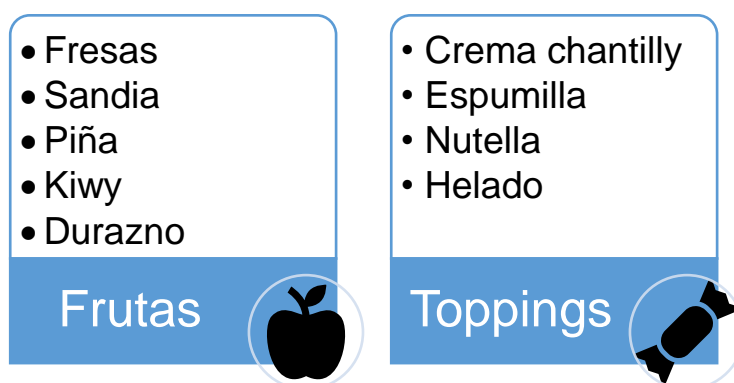 • Fresas
• Sandia
• Piña
• Kiwy
• Durazno
Frutas
• Crema chantilly
• Espumilla
• Nutella
• Helado
Toppings